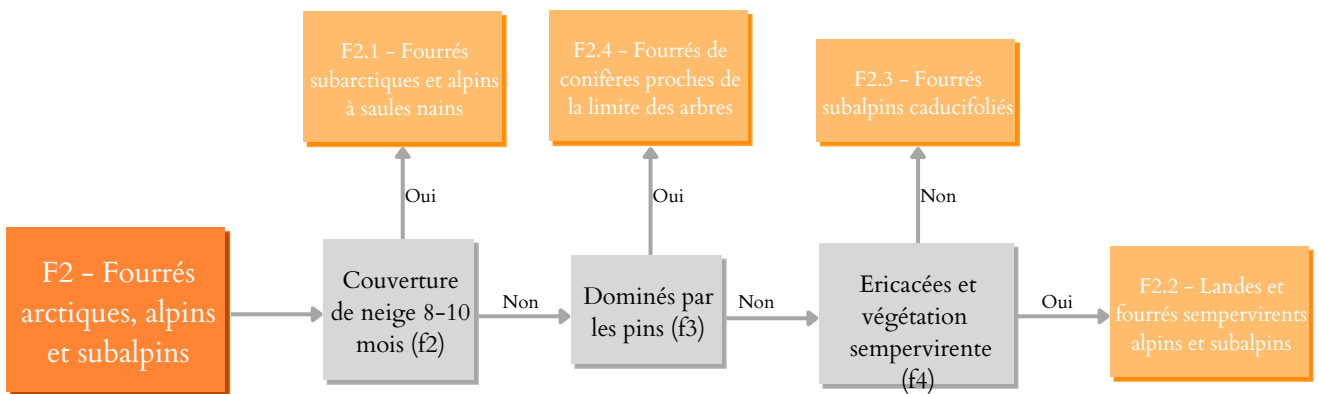 F2.1 - Fourrés
subarctiques et alpins
à saules nains
F2.4 - Fourrés de
conifères proches de
la limite des arbres
F2.3 - Fourrés
subalpins caducifoliés
Oui
Oui
Non
F2 - Fourrés
arctiques, alpins
et subalpins
Couverture
de neige 8-10
mois (f2)
Non
Dominés par
les pins (f3)
Non
Ericacées et
végétation
sempervirente
(f4)
Oui
F2.2 - Landes et
fourrés sempervirents
alpins et subalpins